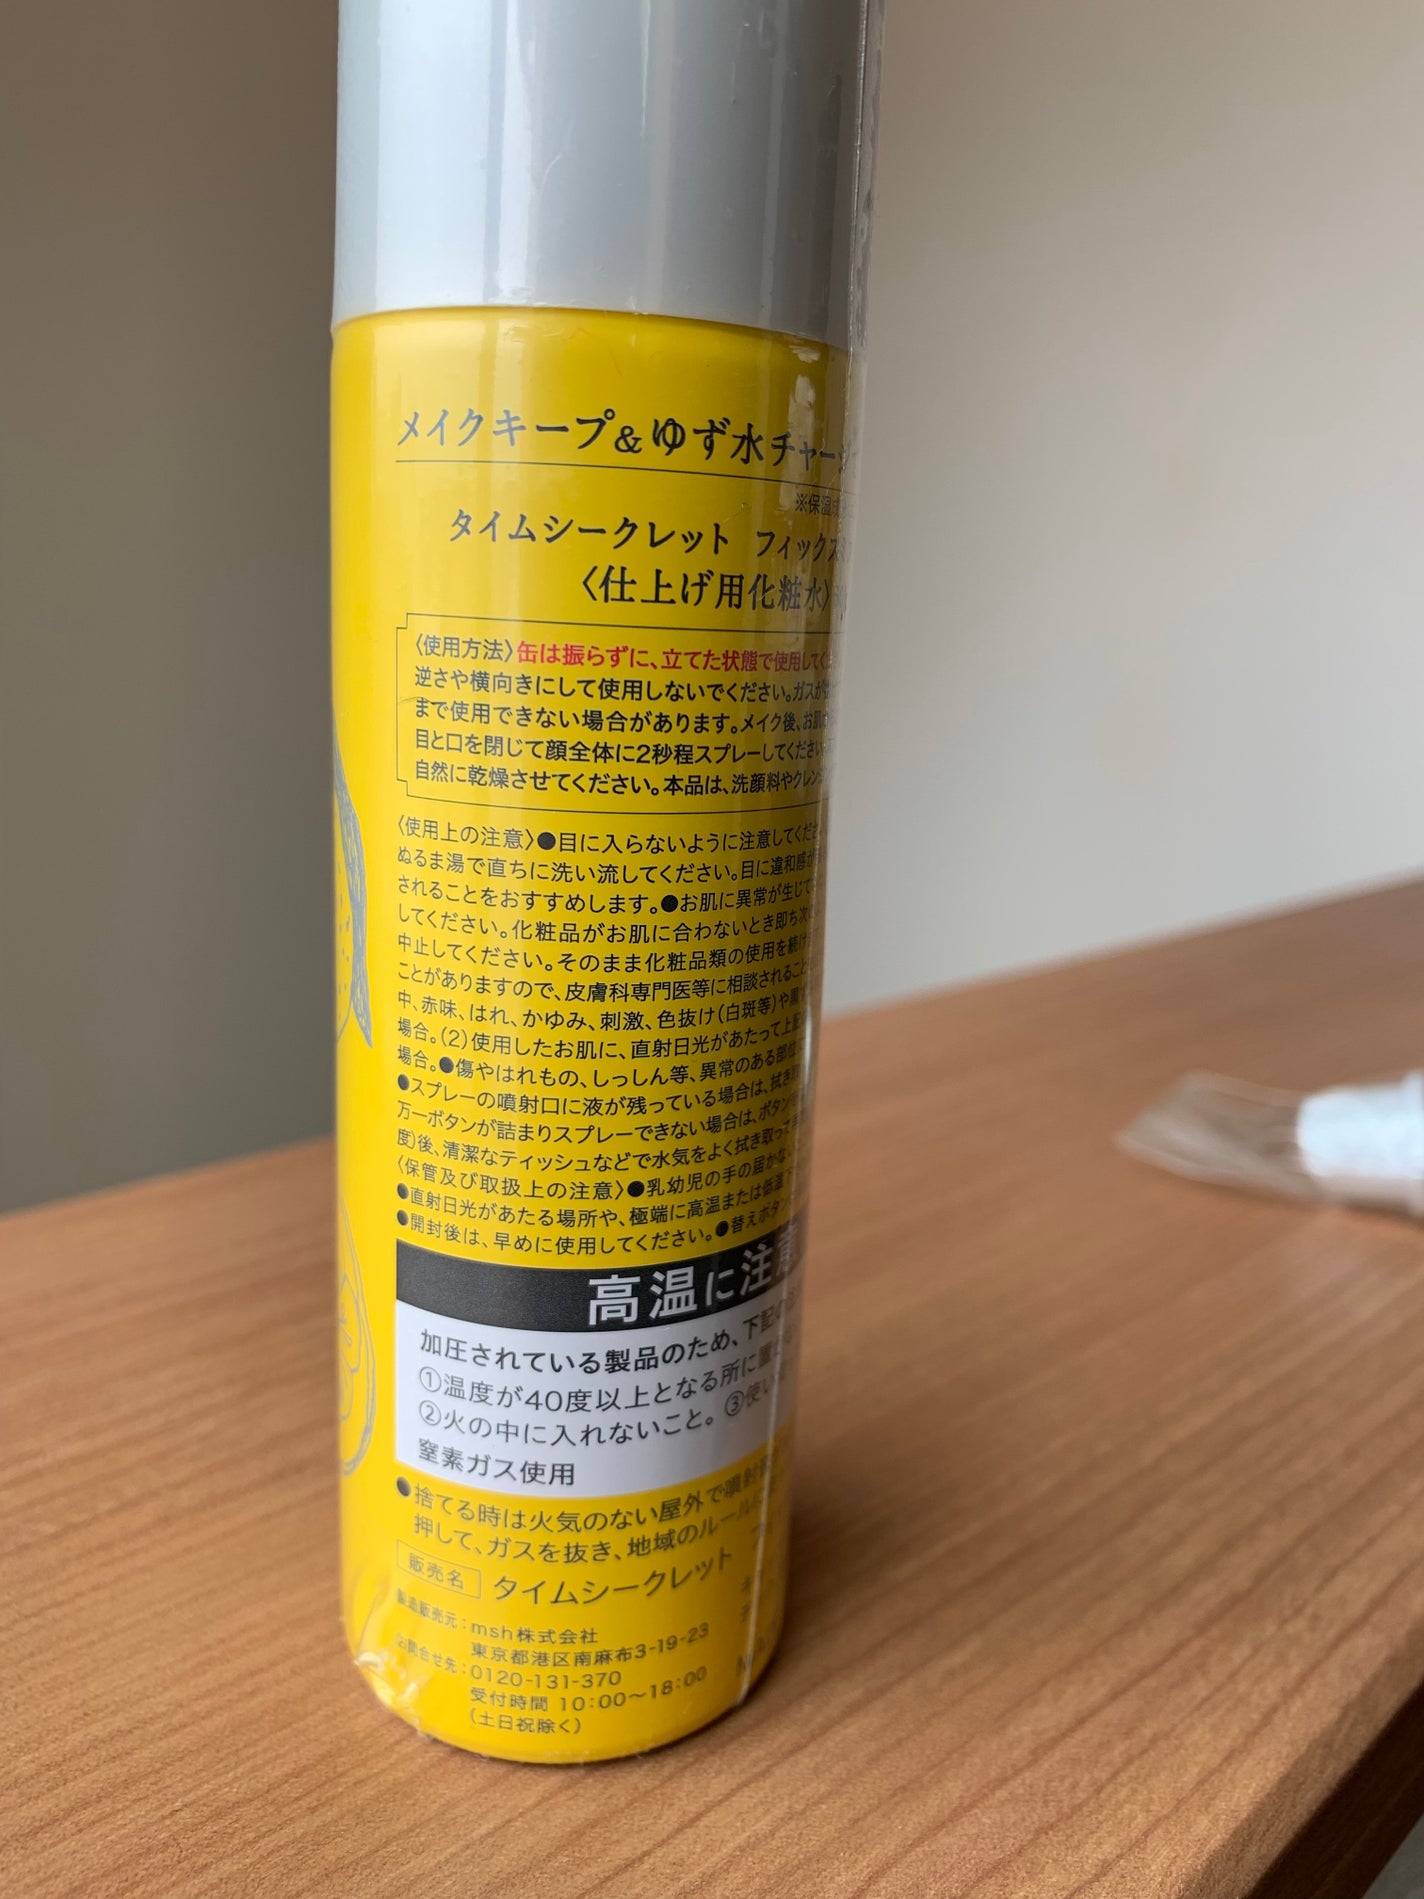 メイクキープ&ゆず水チャージ
※保湿
タイムシークレット フィックス
〈仕上げ用化粧水〉
〈使用方法〉缶は振らずに、立てた状態で使用してく
逆さや横向きにして使用しないでください。ガスが
まで使用できない場合があります。メイク後、お肌
目と口を閉じて顔全体に2秒程スプレーしてください
自然に乾燥させてください。本品は、洗顔料やクレン
〈使用上の注意〉●目に入らないように注意してくだ
ぬるま湯で直ちに洗い流してください。目に違和感が
されることをおすすめします。●お肌に異常が生じて
してください。化粧品がお肌に合わないとき即ち次の
中止してください。そのまま化粧品類の使用を続け
ことがありますので、皮膚科専門医等に相談されること
中、赤味、はれ、かゆみ、刺激、色抜け(白斑等)や黒
場合。(2)使用したお肌に、直射日光があたって上記
場合。●傷やはれもの、しっしん等、異常のある部位
●スプレーの噴射口に液が残っている場合は、拭き取
万一ボタンが詰まりスプレーできない場合は、ボタン
度)後、清潔なティッシュなどで水気をよく拭き取って
〈保管及び取扱上の注意〉●乳幼児の手の届かない
●直射日光があたる場所や、極端に高温または低温
●開封後は、早めに使用してください。●替えボタン
高温に注意
加圧されている製品のため、下記の
①温度が40度以上となる所に置か
②火の中に入れないこと。③使い
窒素ガス使用
●捨てる時は火気のない屋外で噴射
押して、ガスを抜き、地域のルールに
販売名 タイムシークレット
製造販売元:msh株式会社
東京都港区南麻布3-19-23
お問合せ先:0120-131-370
受付時間 10:00〜18:00
(土日祝除く)